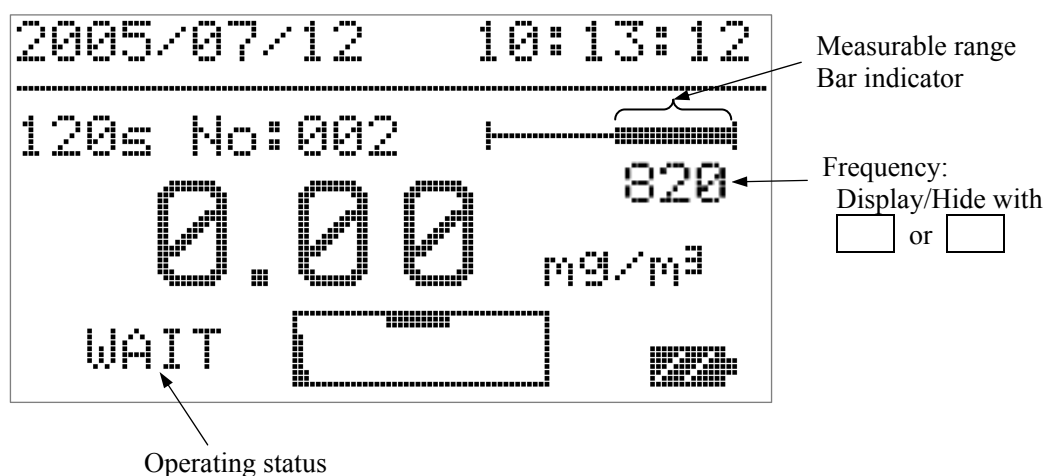 2005/07/12 10:13:12
Measurable range
Bar indicator
120s No:002
820
Frequency:
Display/Hide with
or
0.00 mg/m³
WAIT
Operating status